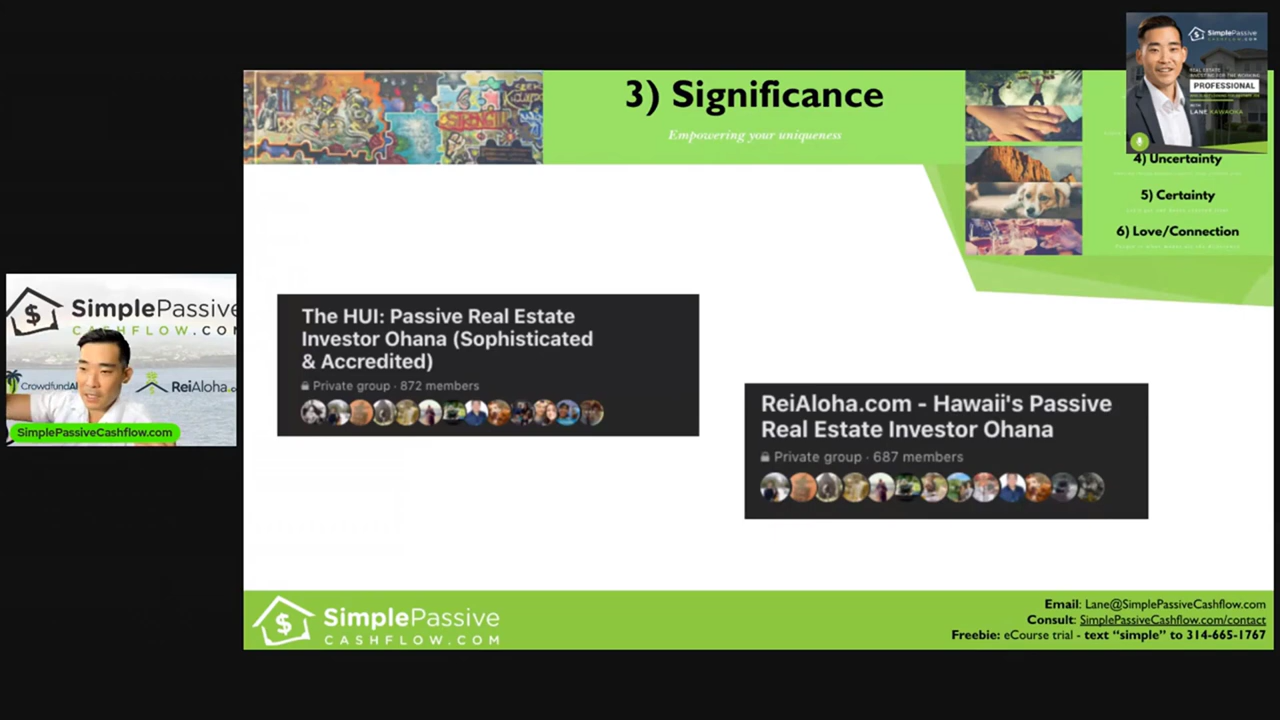 3) Significance
Empowering your uniqueness
SimplePassive
CASHFLOW.COM
PROFESSIONAL
LANE KAWAOKA
4) Uncertainty
5) Certainty
6) Love/Connection
SimplePassive
CASHFLOW.CO
ReiAloha.
SimplePassiveCashflow.com
The HUI: Passive Real Estate
Investor Ohana (Sophisticated
& Accredited)
Private group · 872 members
ReiAloha.com - Hawaii's Passive
Real Estate Investor Ohana
Private group · 687 members
SimplePassive
CASHFLOW.COM
Email: Lane@SimplePassiveCashflow.com
Consult: SimplePassiveCashflow.com/contact
Freebie: eCourse trial - text “simple” to 314-665-1767